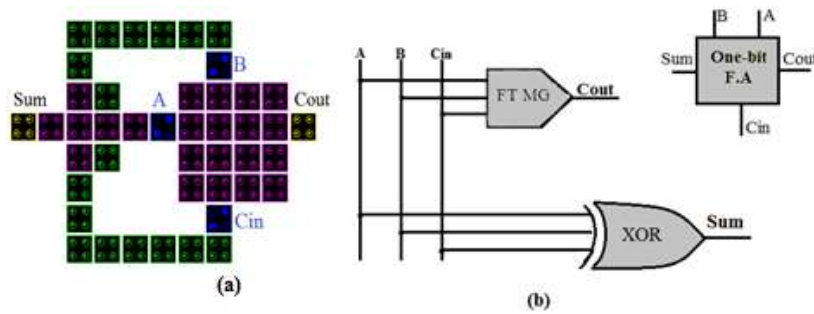 B
A
Sum
Cout
Cin
(a)
A B Cin
FT MG
Cout
XOR
Sum
(b)
B A
Sum
One-bit
F.A
Cout
Cin